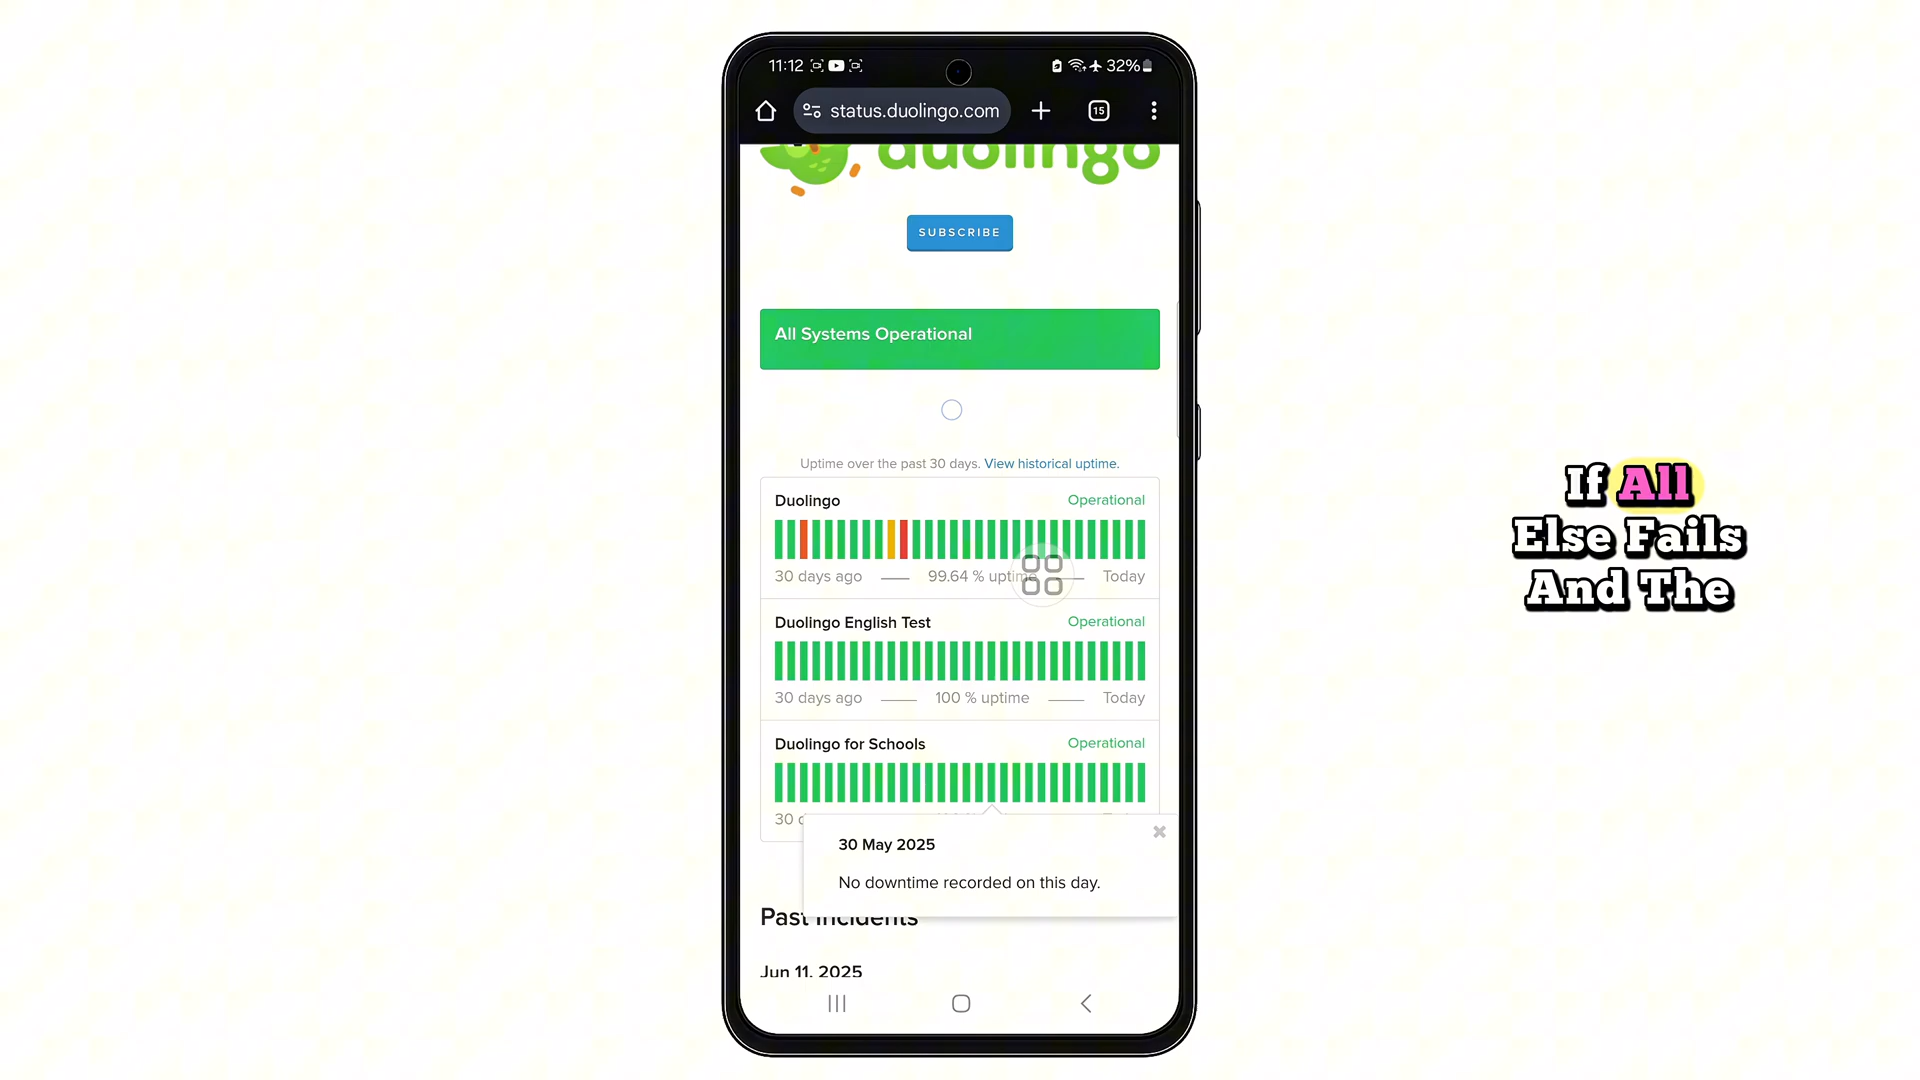 11:12
32%
status.duolingo.com
15
duolingo
SUBSCRIBE
All Systems Operational
Uptime over the past 30 days. View historical uptime.
Duolingo Operational
30 days ago 99.64 % uptime Today
Duolingo English Test Operational
30 days ago 100 % uptime Today
Duolingo for Schools Operational
30
30 May 2025
No downtime recorded on this day.
Past Incidents
Jun 11, 2025
If All
Else Fails
And The